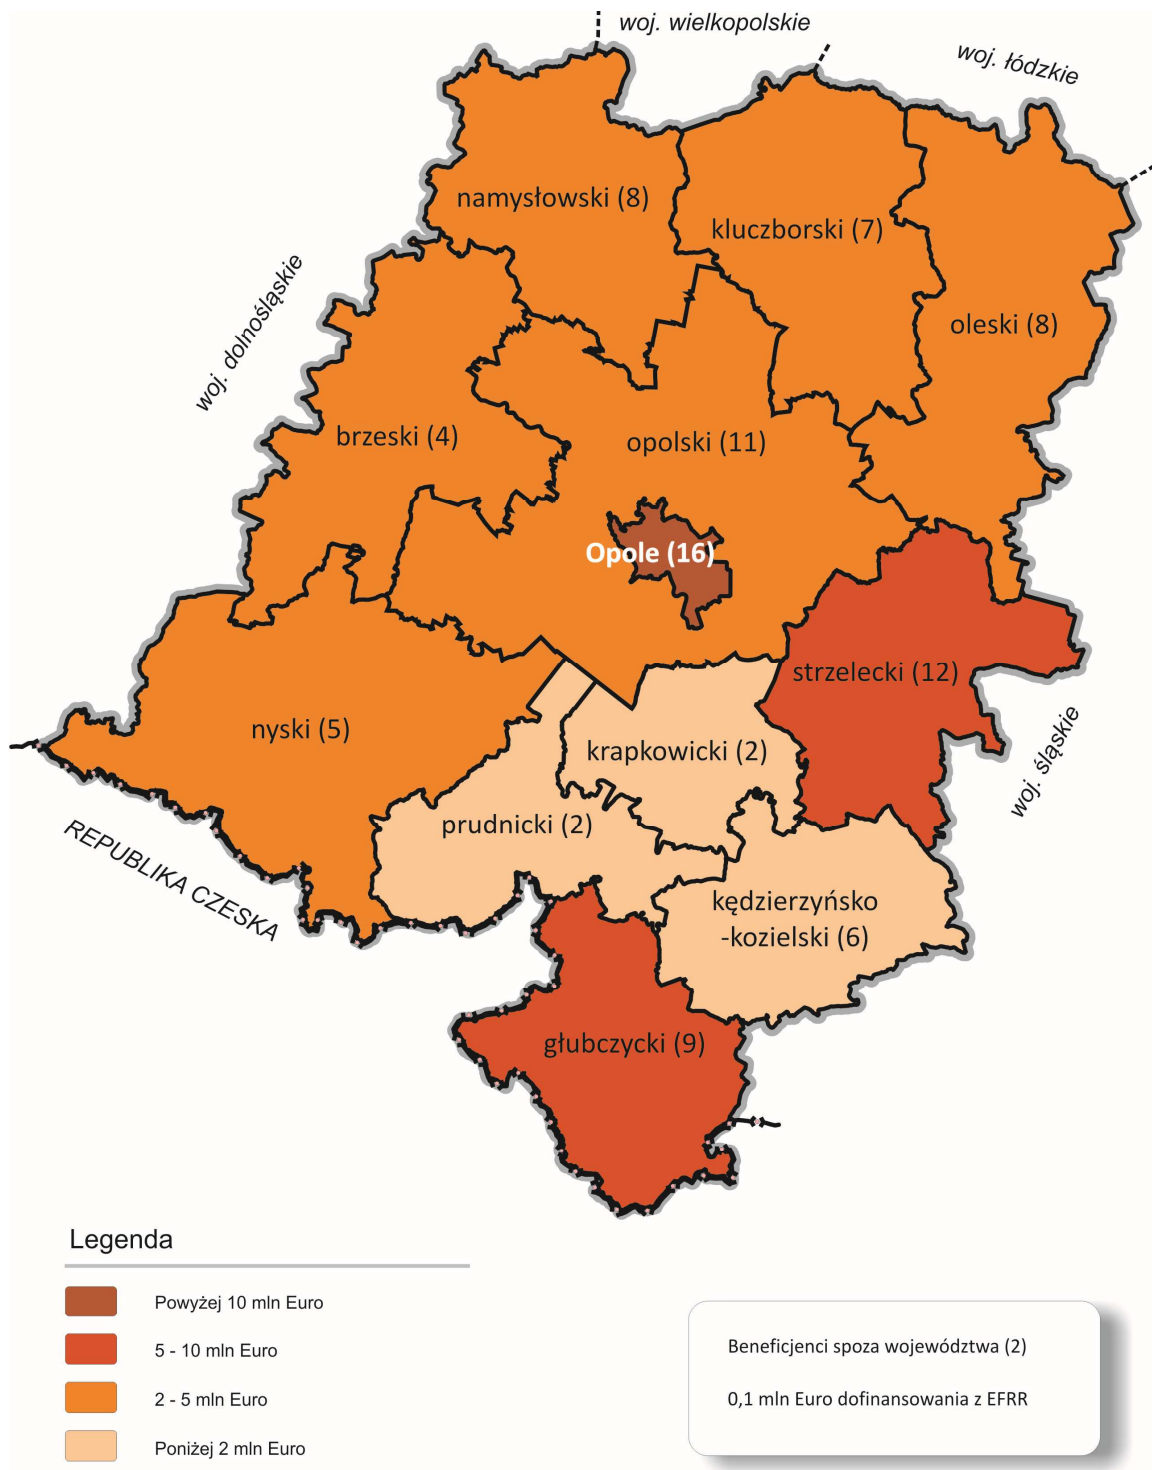 woj. wielkopolskie
woj. łódzkie
namysłowski (8)
kluczborski (7)
woj. dolnośląskie
oleski (8)
brzeski (4)
opolski (11)
Opole (16)
strzelecki (12)
nyski (5)
krapkowicki (2)
woj. śląskie
prudnicki (2)
REPUBLIKA CZESKA
kędzierzyńsko
-kozielski (6)
głubczycki (9)
Legenda
Powyżej 10 mln Euro
5 - 10 mln Euro
2 - 5 mln Euro
Poniżej 2 mln Euro
Beneficjenci spoza województwa (2)
0,1 mln Euro dofinansowania z EFRR